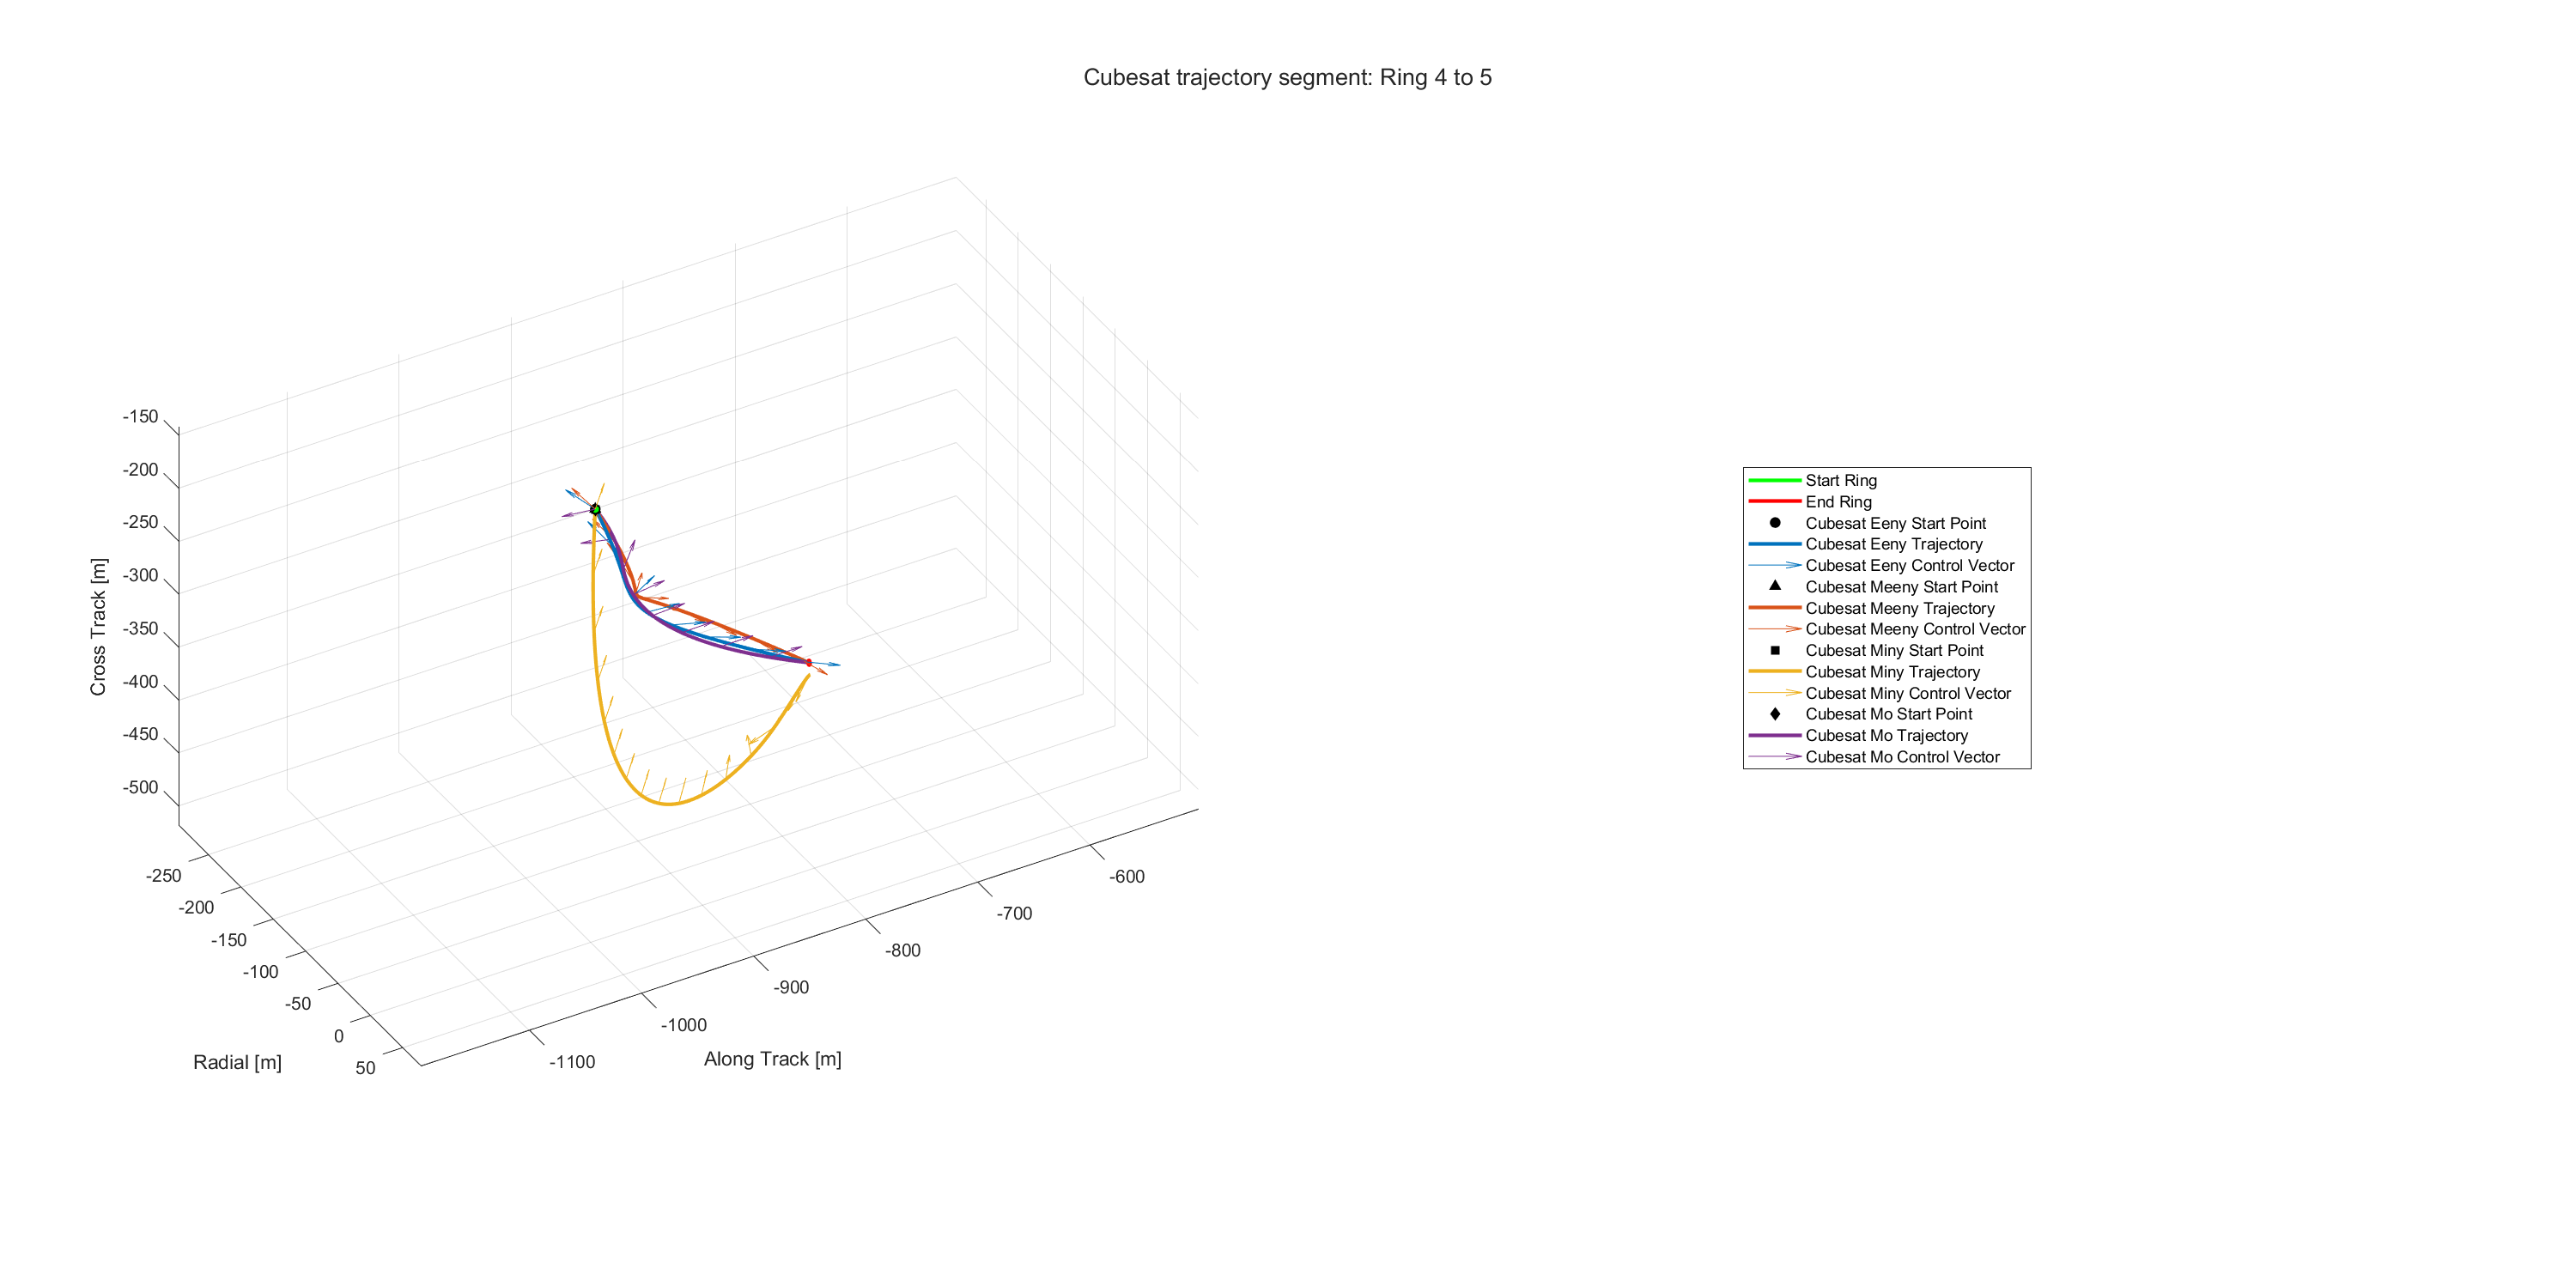 Cubesat trajectory segment: Ring 4 to 5
-150
-200
-250
-300
-350
-400
-450
-500
Cross Track [m]
-250
-200
-150
-100
-50
0
50
Radial [m]
-1100
-1000
-900
-800
-700
-600
Along Track [m]
Start Ring
End Ring
Cubesat Eeny Start Point
Cubesat Eeny Trajectory
Cubesat Eeny Control Vector
Cubesat Meeny Start Point
Cubesat Meeny Trajectory
Cubesat Meeny Control Vector
Cubesat Miny Start Point
Cubesat Miny Trajectory
Cubesat Miny Control Vector
Cubesat Mo Start Point
Cubesat Mo Trajectory
Cubesat Mo Control Vector